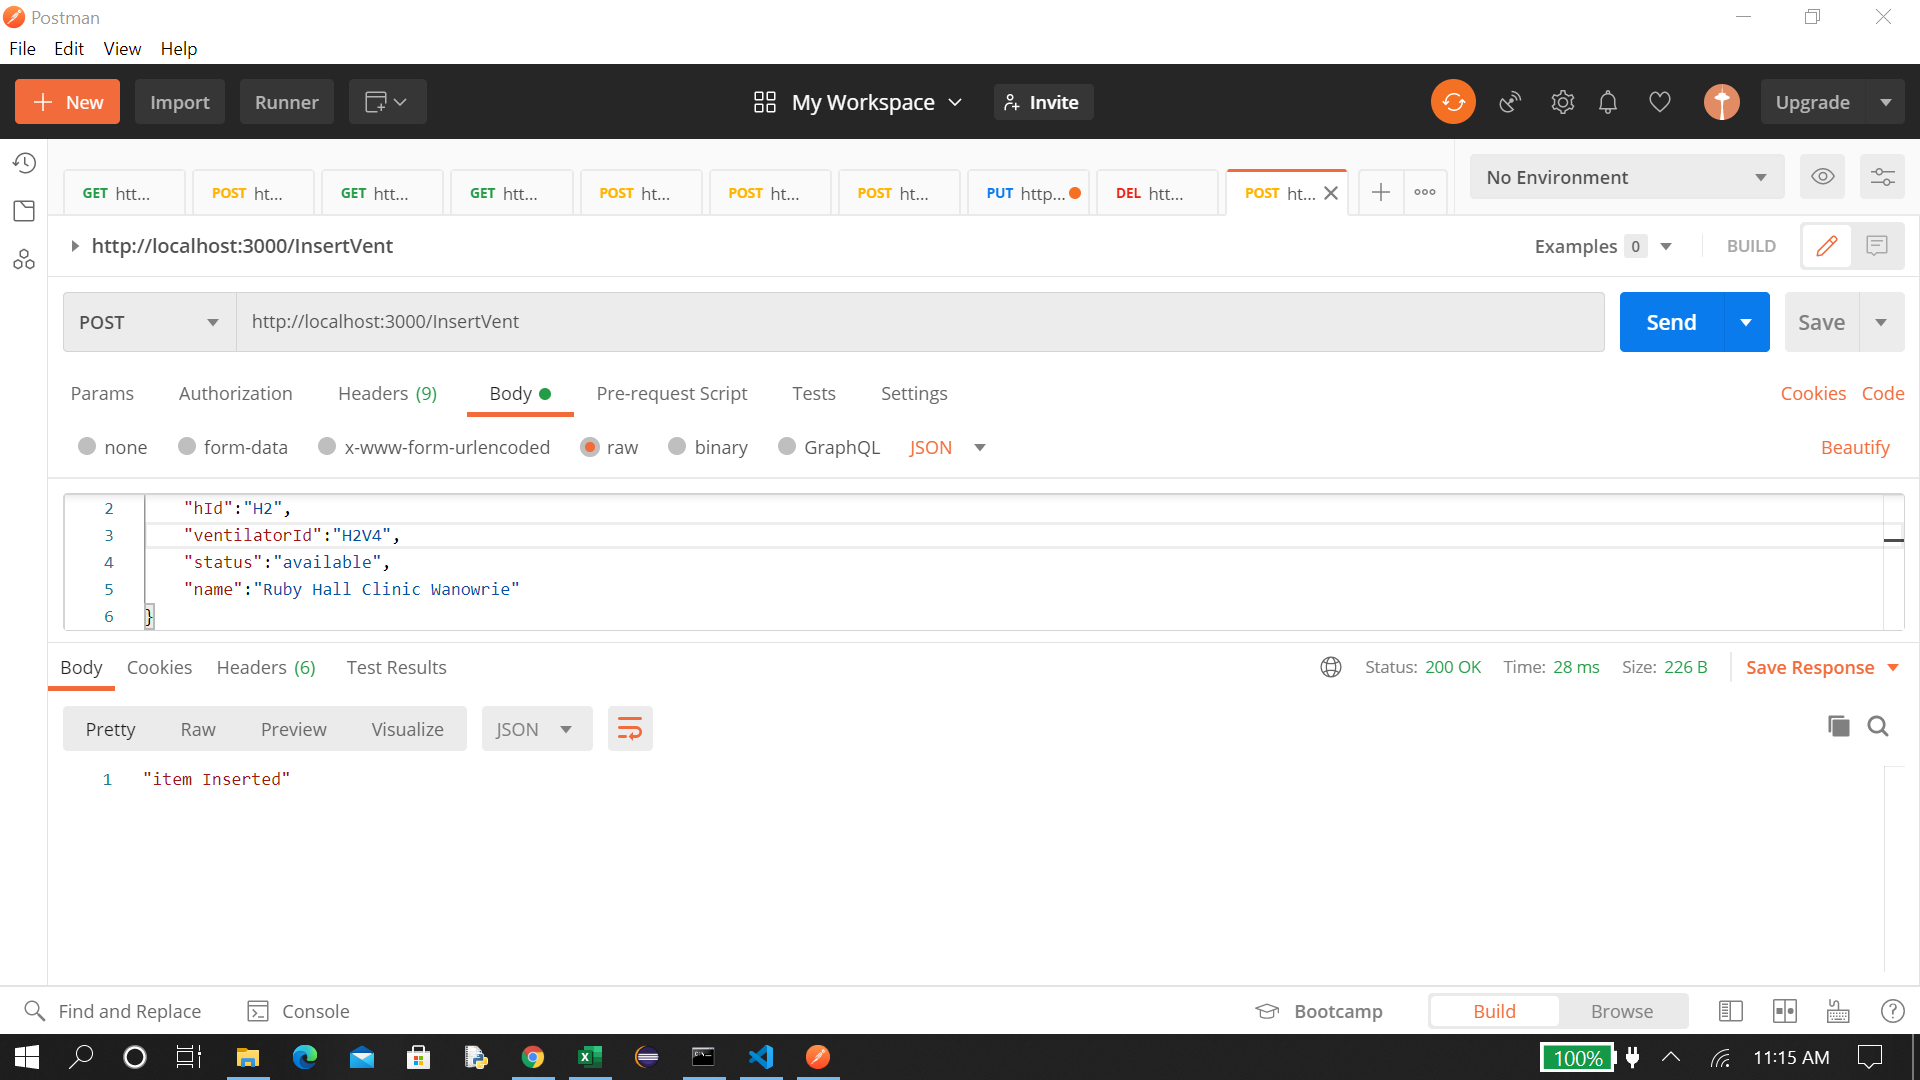 Postman
File Edit View Help
New Import Runner My Workspace Invite Upgrade
GET htt... POST ht... GET htt... GET htt... POST ht... POST ht... POST ht... PUT http... DEL htt... POST ht... No Environment
http://localhost:3000/InsertVent Examples 0 BUILD
POST http://localhost:3000/InsertVent Send Save
Params Authorization Headers (9) Body Pre-request Script Tests Settings Cookies Code
none form-data x-www-form-urlencoded raw binary GraphQL JSON Beautify
2 "hId":"H2",
3 "ventilatorId":"H2V4",
4 "status":"available",
5 "name":"Ruby Hall Clinic Wanowrie"
6 }
Body Cookies Headers (6) Test Results Status: 200 OK Time: 28 ms Size: 226 B Save Response
Pretty Raw Preview Visualize JSON
1 "item Inserted"
Find and Replace Console Bootcamp Build Browse
100% 11:15 AM